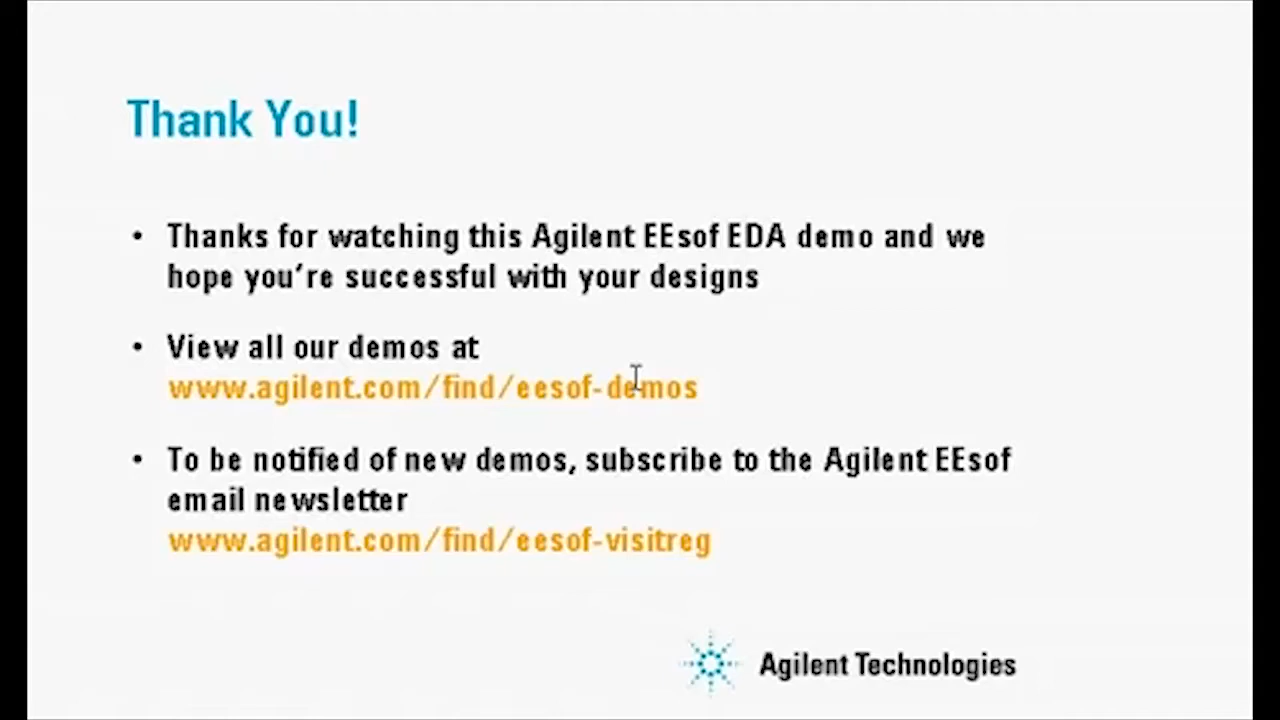 Thank You!
• Thanks for watching this Agilent EEsof EDA demo and we
hope you're successful with your designs
• View all our demos at
www.agilent.com/find/eesof-demos
• To be notified of new demos, subscribe to the Agilent EEsof
email newsletter
www.agilent.com/find/eesof-visitreg
Agilent Technologies